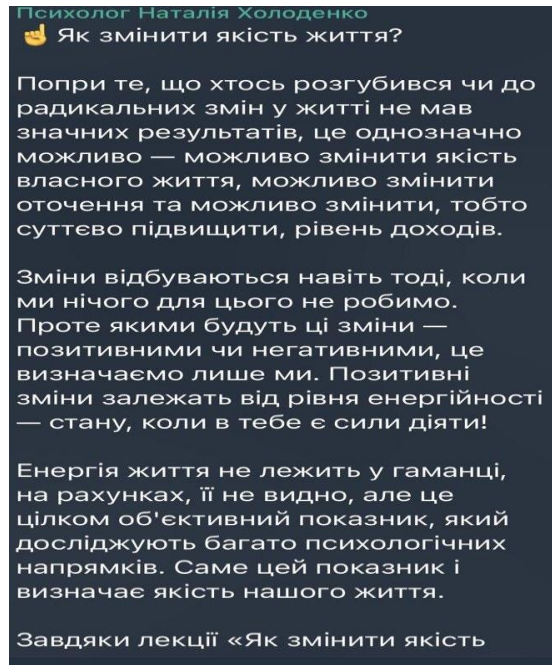 Психолог Наталія Холоденко
☝ Як змінити якість життя?
Попри те, що хтось розгубився чи до
радикальних змін у житті не мав
значних результатів, це однозначно
можливо — можливо змінити якість
власного життя, можливо змінити
оточення та можливо змінити, тобто
суттєво підвищити, рівень доходів.
Зміни відбуваються навіть тоді, коли
ми нічого для цього не робимо.
Проте якими будуть ці зміни —
позитивними чи негативними, це
визначаємо лише ми. Позитивні
зміни залежать від рівня енергійності
— стану, коли в тебе є сили діяти!
Енергія життя не лежить у гаманці,
на рахунках, її не видно, але це
цілком об'єктивний показник, який
досліджують багато психологічних
напрямків. Саме цей показник і
визначає якість нашого життя.
Завдяки лекції «Як змінити якість